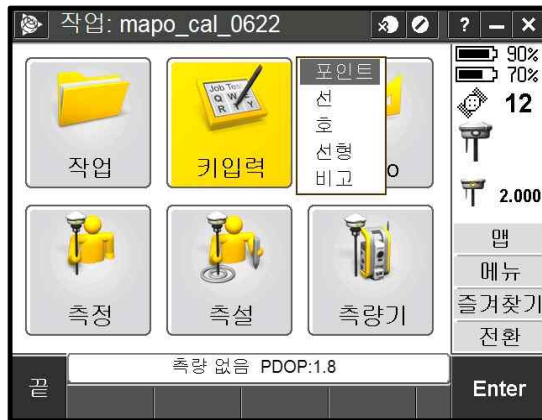 작업: mapo_cal_0622
? – X
90%
70%
12
2.000
작업
키입력
포인트
선
호
선형
비고
o
측정
측설
측량기
맵
메뉴
즐겨찾기
전환
측량 없음 PDOP:1.8
끝
Enter